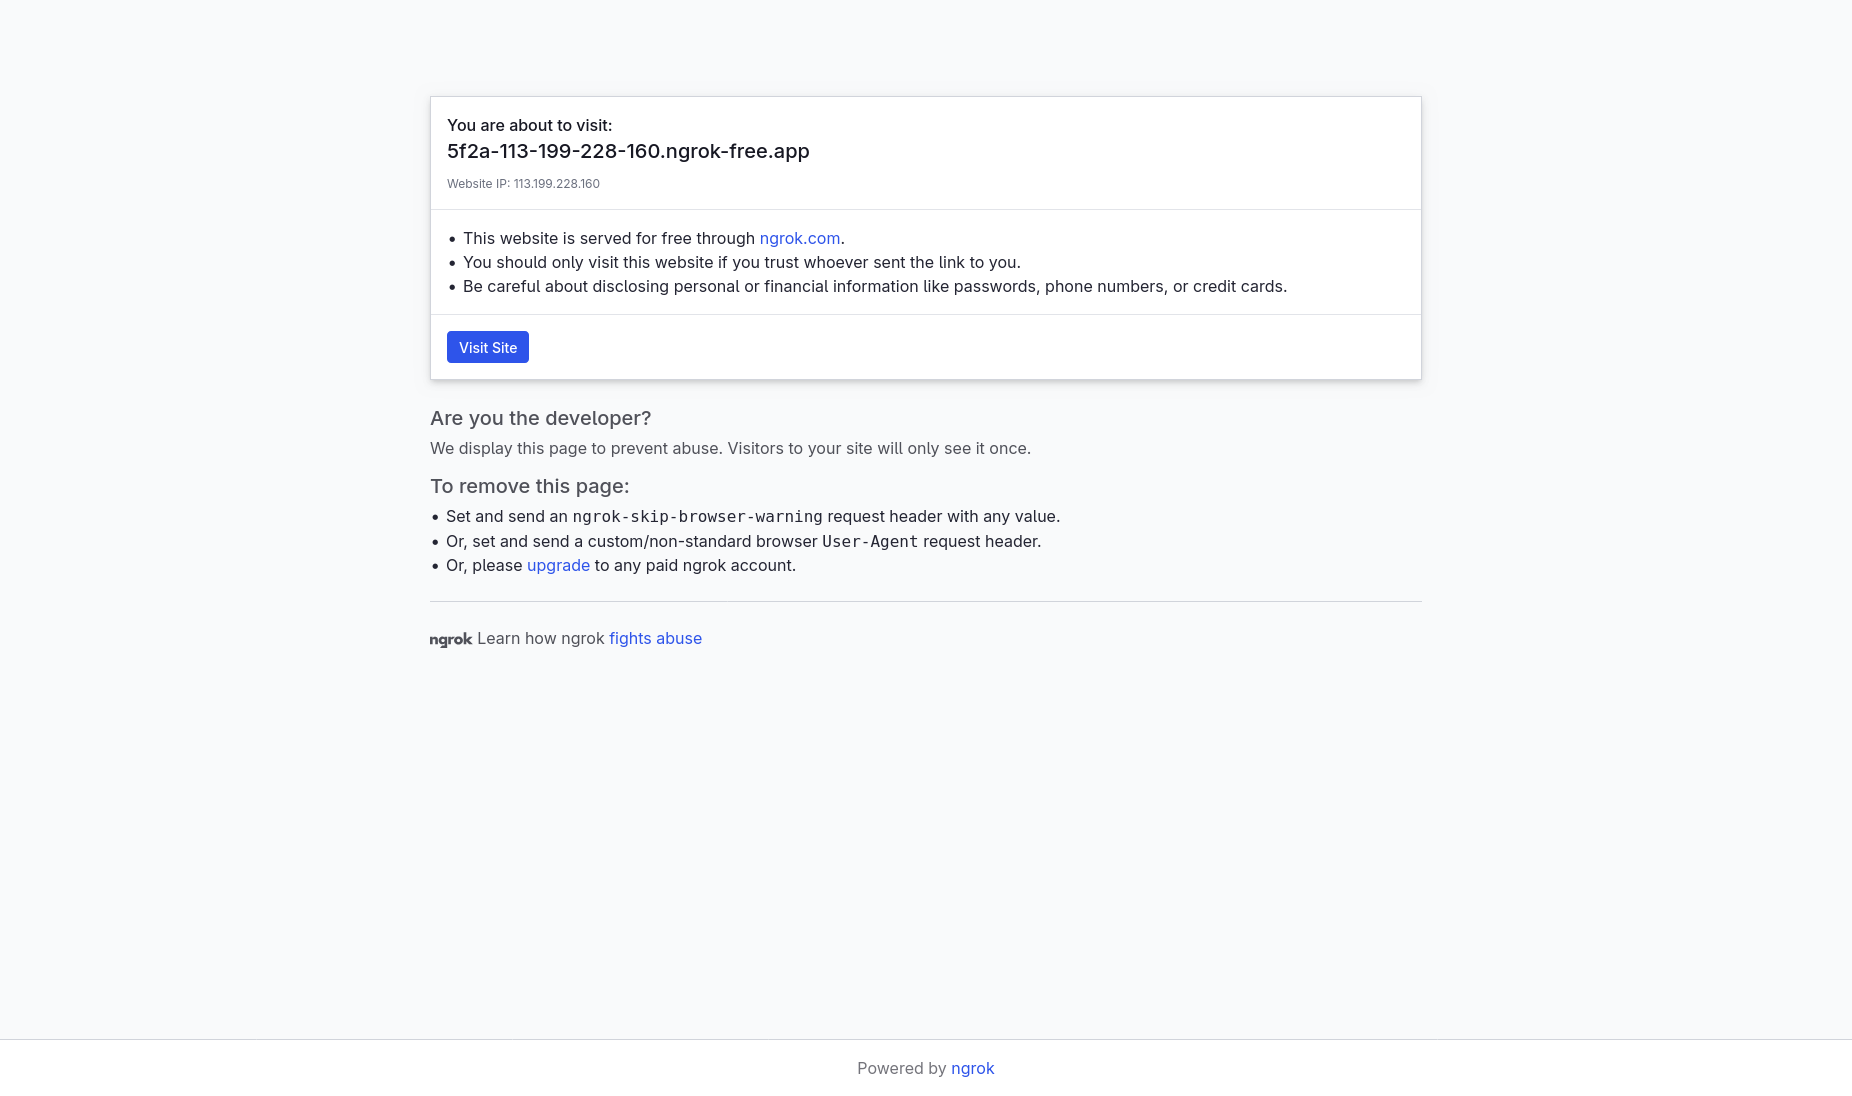 You are about to visit:
5f2a-113-199-228-160.ngrok-free.app
Website IP: 113.199.228.160
• This website is served for free through ngrok.com.
• You should only visit this website if you trust whoever sent the link to you.
• Be careful about disclosing personal or financial information like passwords, phone numbers, or credit cards.
Visit Site
Are you the developer?
We display this page to prevent abuse. Visitors to your site will only see it once.
To remove this page:
• Set and send an ngrok-skip-browser-warning request header with any value.
• Or, set and send a custom/non-standard browser User-Agent request header.
• Or, please upgrade to any paid ngrok account.
ngrok Learn how ngrok fights abuse
Powered by ngrok